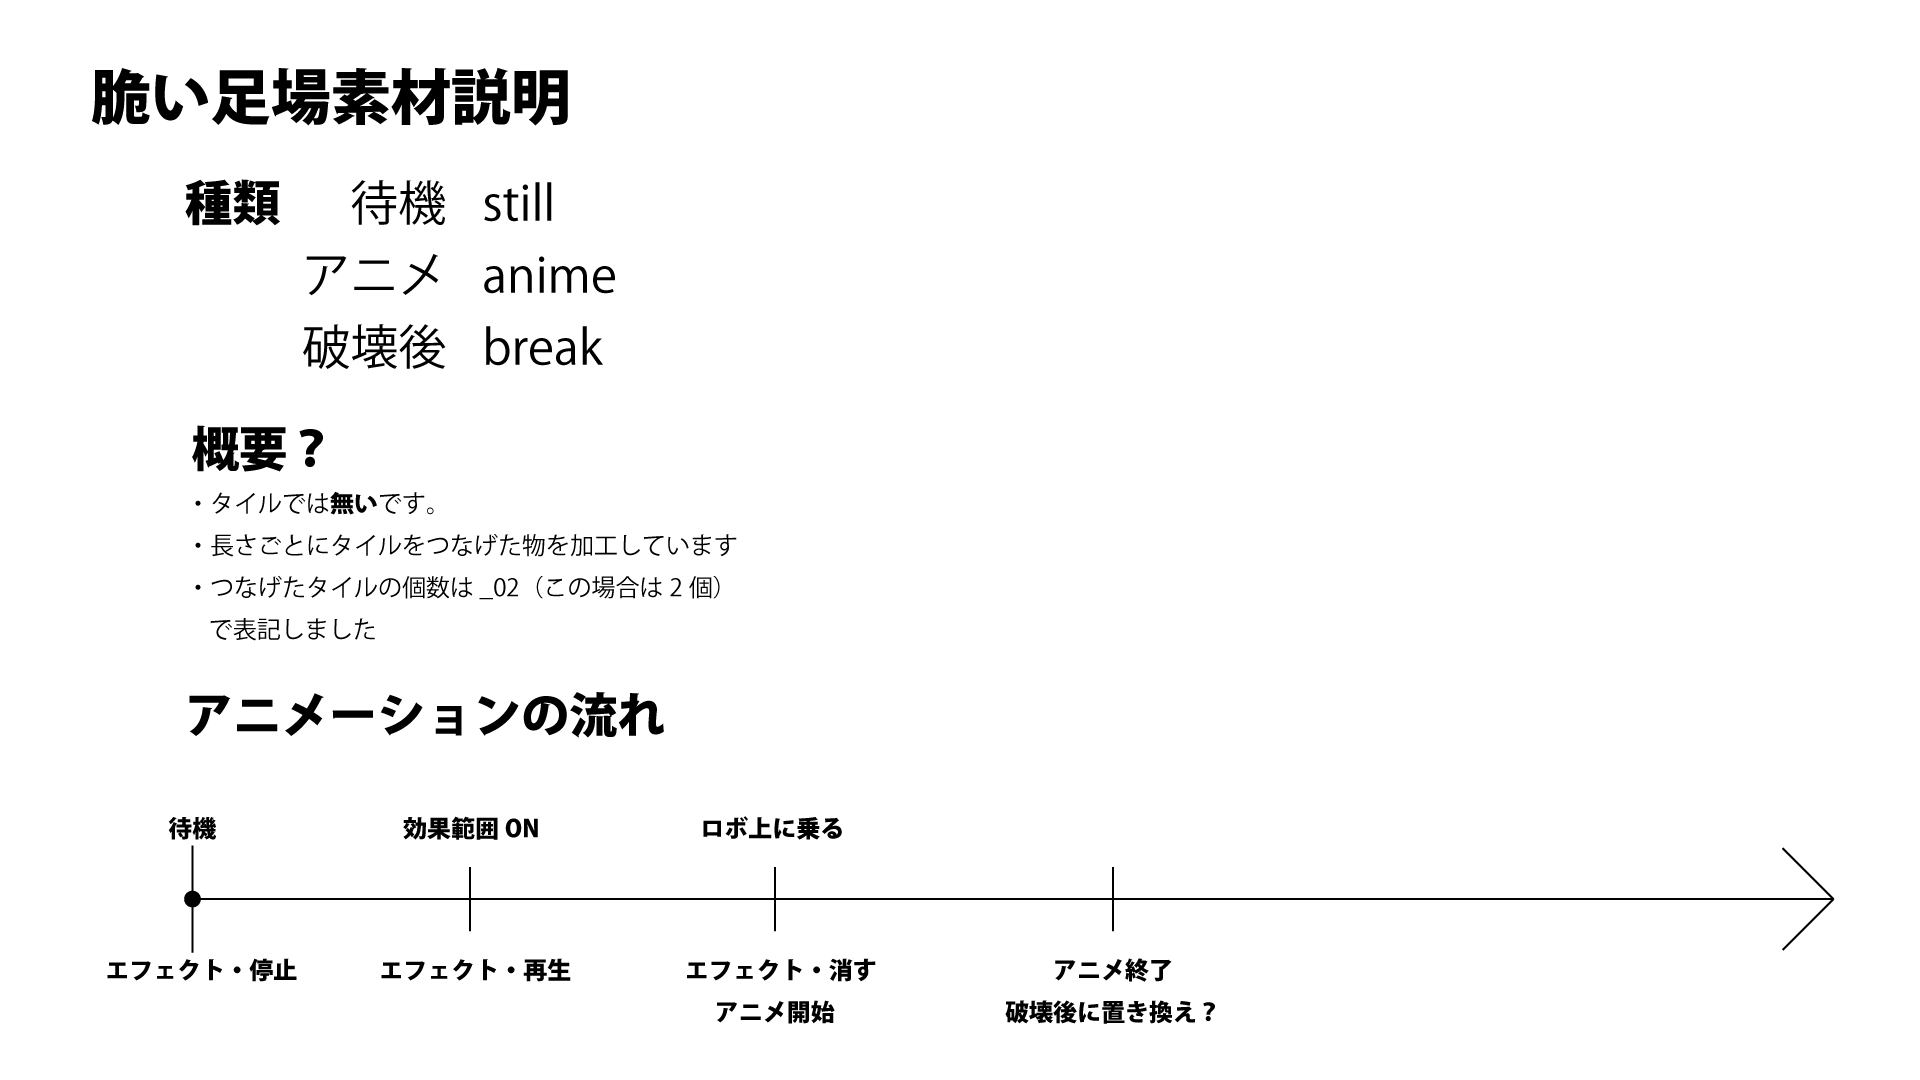 脆い足場素材説明
種類 待機 still
アニメ anime
破壊後 break
概要？
・タイルでは無いです。
・長さごとにタイルをつなげた物を加工しています
・つなげたタイルの個数は _02（この場合は 2 個）
で表記しました
アニメーションの流れ
待機 効果範囲 ON ロボ上に乗る
エフェクト・停止 エフェクト・再生 エフェクト・消す アニメ終了
アニメ開始 破壊後に置き換え？